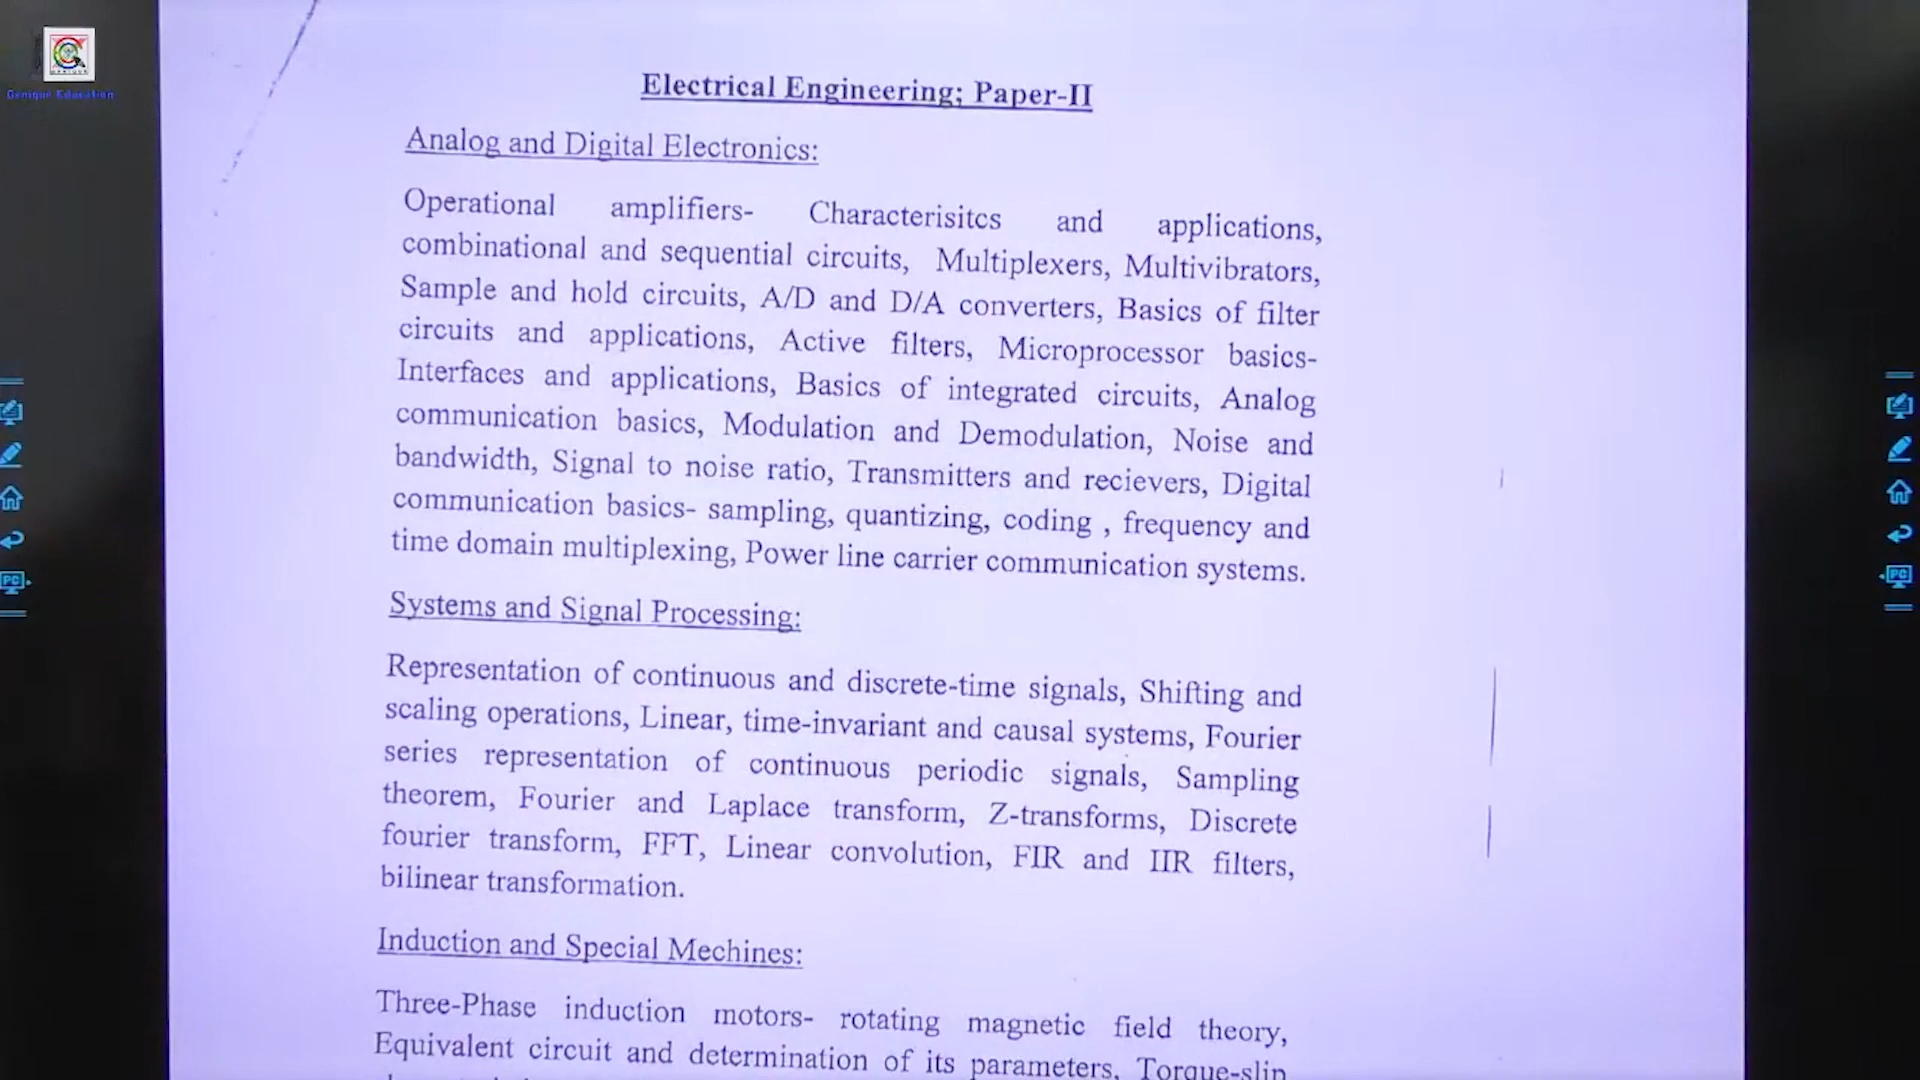 Genique Education
Electrical Engineering; Paper-II
Analog and Digital Electronics:
Operational amplifiers- Characterisitcs and applications,
combinational and sequential circuits, Multiplexers, Multivibrators,
Sample and hold circuits, A/D and D/A converters, Basics of filter
circuits and applications, Active filters, Microprocessor basics-
Interfaces and applications, Basics of integrated circuits, Analog
communication basics, Modulation and Demodulation, Noise and
bandwidth, Signal to noise ratio, Transmitters and recievers, Digital
communication basics- sampling, quantizing, coding , frequency and
time domain multiplexing, Power line carrier communication systems.
Systems and Signal Processing:
Representation of continuous and discrete-time signals, Shifting and
scaling operations, Linear, time-invariant and causal systems, Fourier
series representation of continuous periodic signals, Sampling
theorem, Fourier and Laplace transform, Z-transforms, Discrete
fourier transform, FFT, Linear convolution, FIR and IIR filters,
bilinear transformation.
Induction and Special Mechines:
Three-Phase induction motors- rotating magnetic field theory,
Equivalent circuit and determination of its parameters, Torque-slip
PC
PC